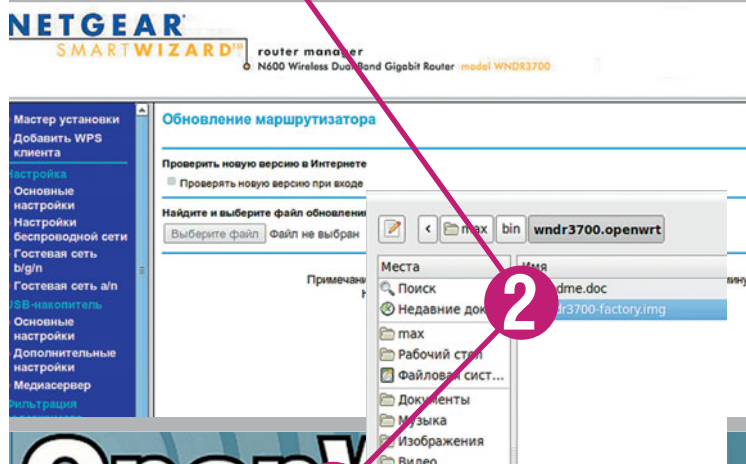 NETGEAR
SMARTWIZARD™
router manager
N600 Wireless Dual Band Gigabit Router model WNDR3700
Мастер установки
Добавить WPS
клиента
Настройка
Основные
настройки
Настройки
беспроводной сети
Гостевая сеть
b/g/n
Гостевая сеть a/n
USB-накопитель
Основные
настройки
Дополнительные
настройки
Медиасервер
Фильтрация
Обновление маршрутизатора
Проверить новую версию в Интернете
Проверять новую версию при входе
Найдите и выберите файл обновления
Выберите файл Файл не выбран
max bin wndr3700.openwrt
Места
Поиск
Недавние док
max
Рабочий стол
Файловая сист...
Документы
Музыка
Изображения
Видео
Имя
dme.doc
dr3700-factory.img
2
OpenW